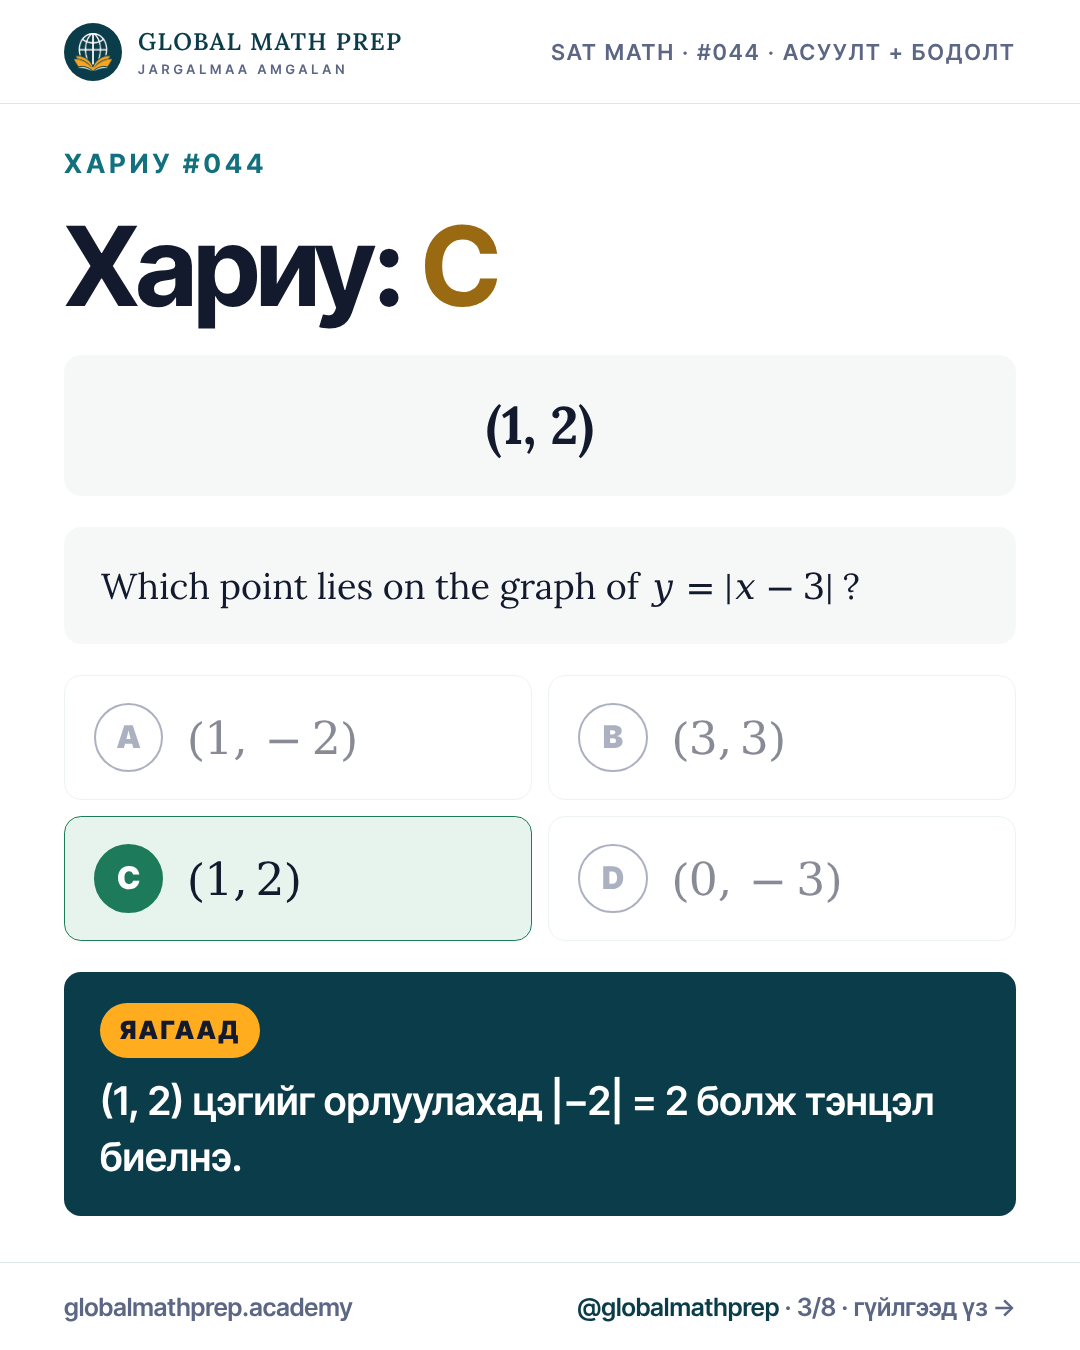 GLOBAL MATH PREP
JARGALMAA AMGALAN
SAT MATH · #044 · АСУУЛТ + БОДОЛТ
ХАРИУ #044
Хариу: C
(1, 2)
Which point lies on the graph of y = |x − 3| ?
A (1, − 2)
B (3, 3)
C (1, 2)
D (0, − 3)
ЯАГААД
(1, 2) цэгийг орлуулахад |−2| = 2 болж тэнцэл
биелнэ.
globalmathprep.academy
@globalmathprep · 3/8 · гүйлгээд үз →